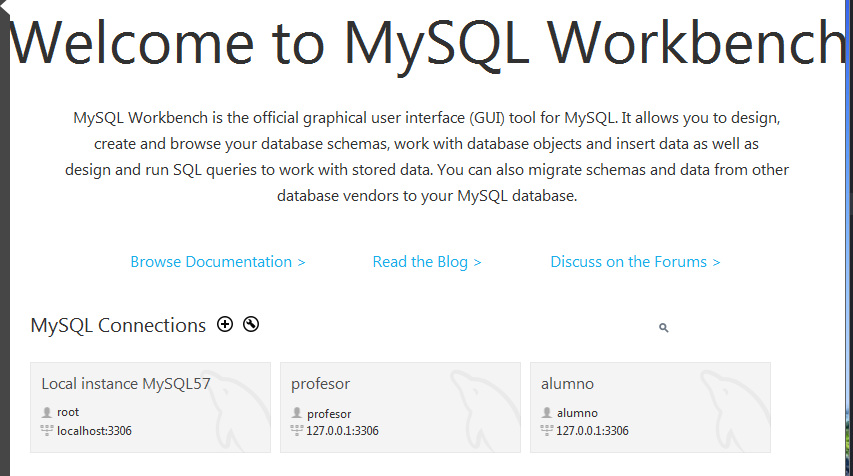 Welcome to MySQL Workbench
MySQL Workbench is the official graphical user interface (GUI) tool for MySQL. It allows you to design,
create and browse your database schemas, work with database objects and insert data as well as
design and run SQL queries to work with stored data. You can also migrate schemas and data from other
database vendors to your MySQL database.
Browse Documentation > Read the Blog > Discuss on the Forums >
MySQL Connections
Local instance MySQL57 profesor alumno
root profesor alumno
localhost:3306 127.0.0.1:3306 127.0.0.1:3306